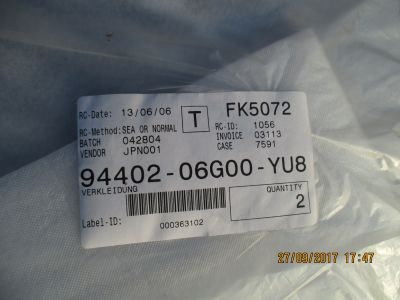 RC-Date: 13/06/06 T FK5072
RC-Method: SEA OR NORMAL RC-ID: 1056
BATCH 042804 INVOICE 03113
VENDOR JPN001 CASE 7591
94402-06G00-YU8
VERKLEIDUNG QUANTITY
2
Label-ID: 000363102
27/09/2017 17:47